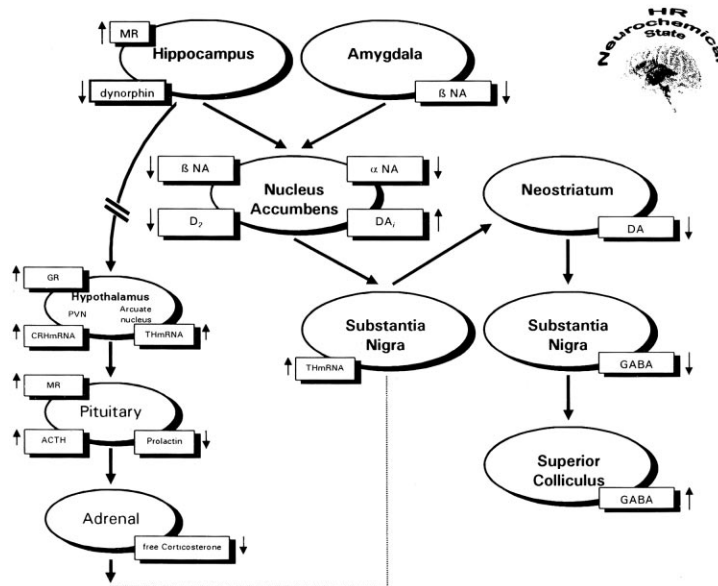 HR
Neurochemical
State
↑ MR
Hippocampus
↓ dynorphin
Amygdala
ß NA ↓
↓ ß NA
α NA ↓
Nucleus
Accumbens
↓ D₂
DAᵢ ↑
Neostriatum
DA ↓
↑ GR
Hypothalamus
PVN
Arcuate
nucleus
↑ CRHmRNA
THmRNA ↑
Substantia
Nigra
↑ THmRNA
Substantia
Nigra
GABA ↓
↑ MR
Pituitary
↑ ACTH
Prolactin ↓
Superior
Colliculus
GABA ↑
Adrenal
free Corticosterone ↓